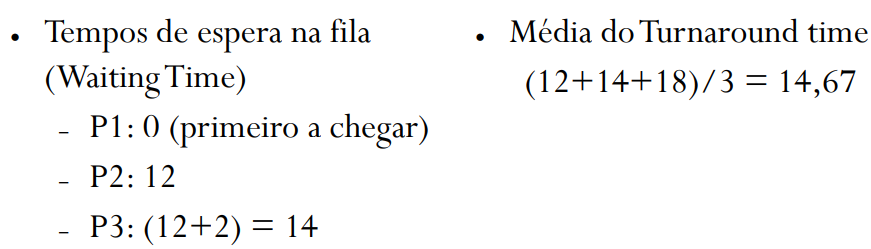 • Tempos de espera na fila
(Waiting Time)
– P1: 0 (primeiro a chegar)
– P2: 12
– P3: (12+2) = 14
• Média do Turnaround time
(12+14+18)/3 = 14,67